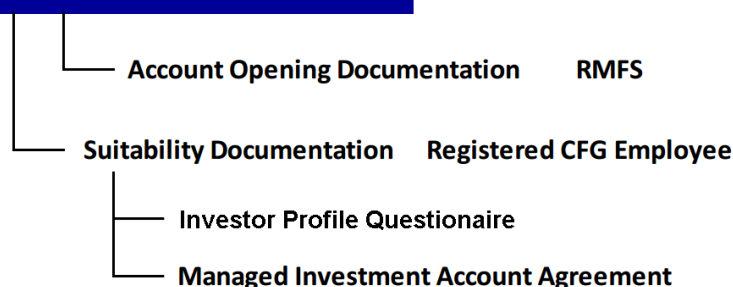 Account Opening Documentation RMFS
Suitability Documentation Registered CFG Employee
Investor Profile Questionaire
Managed Investment Account Agreement